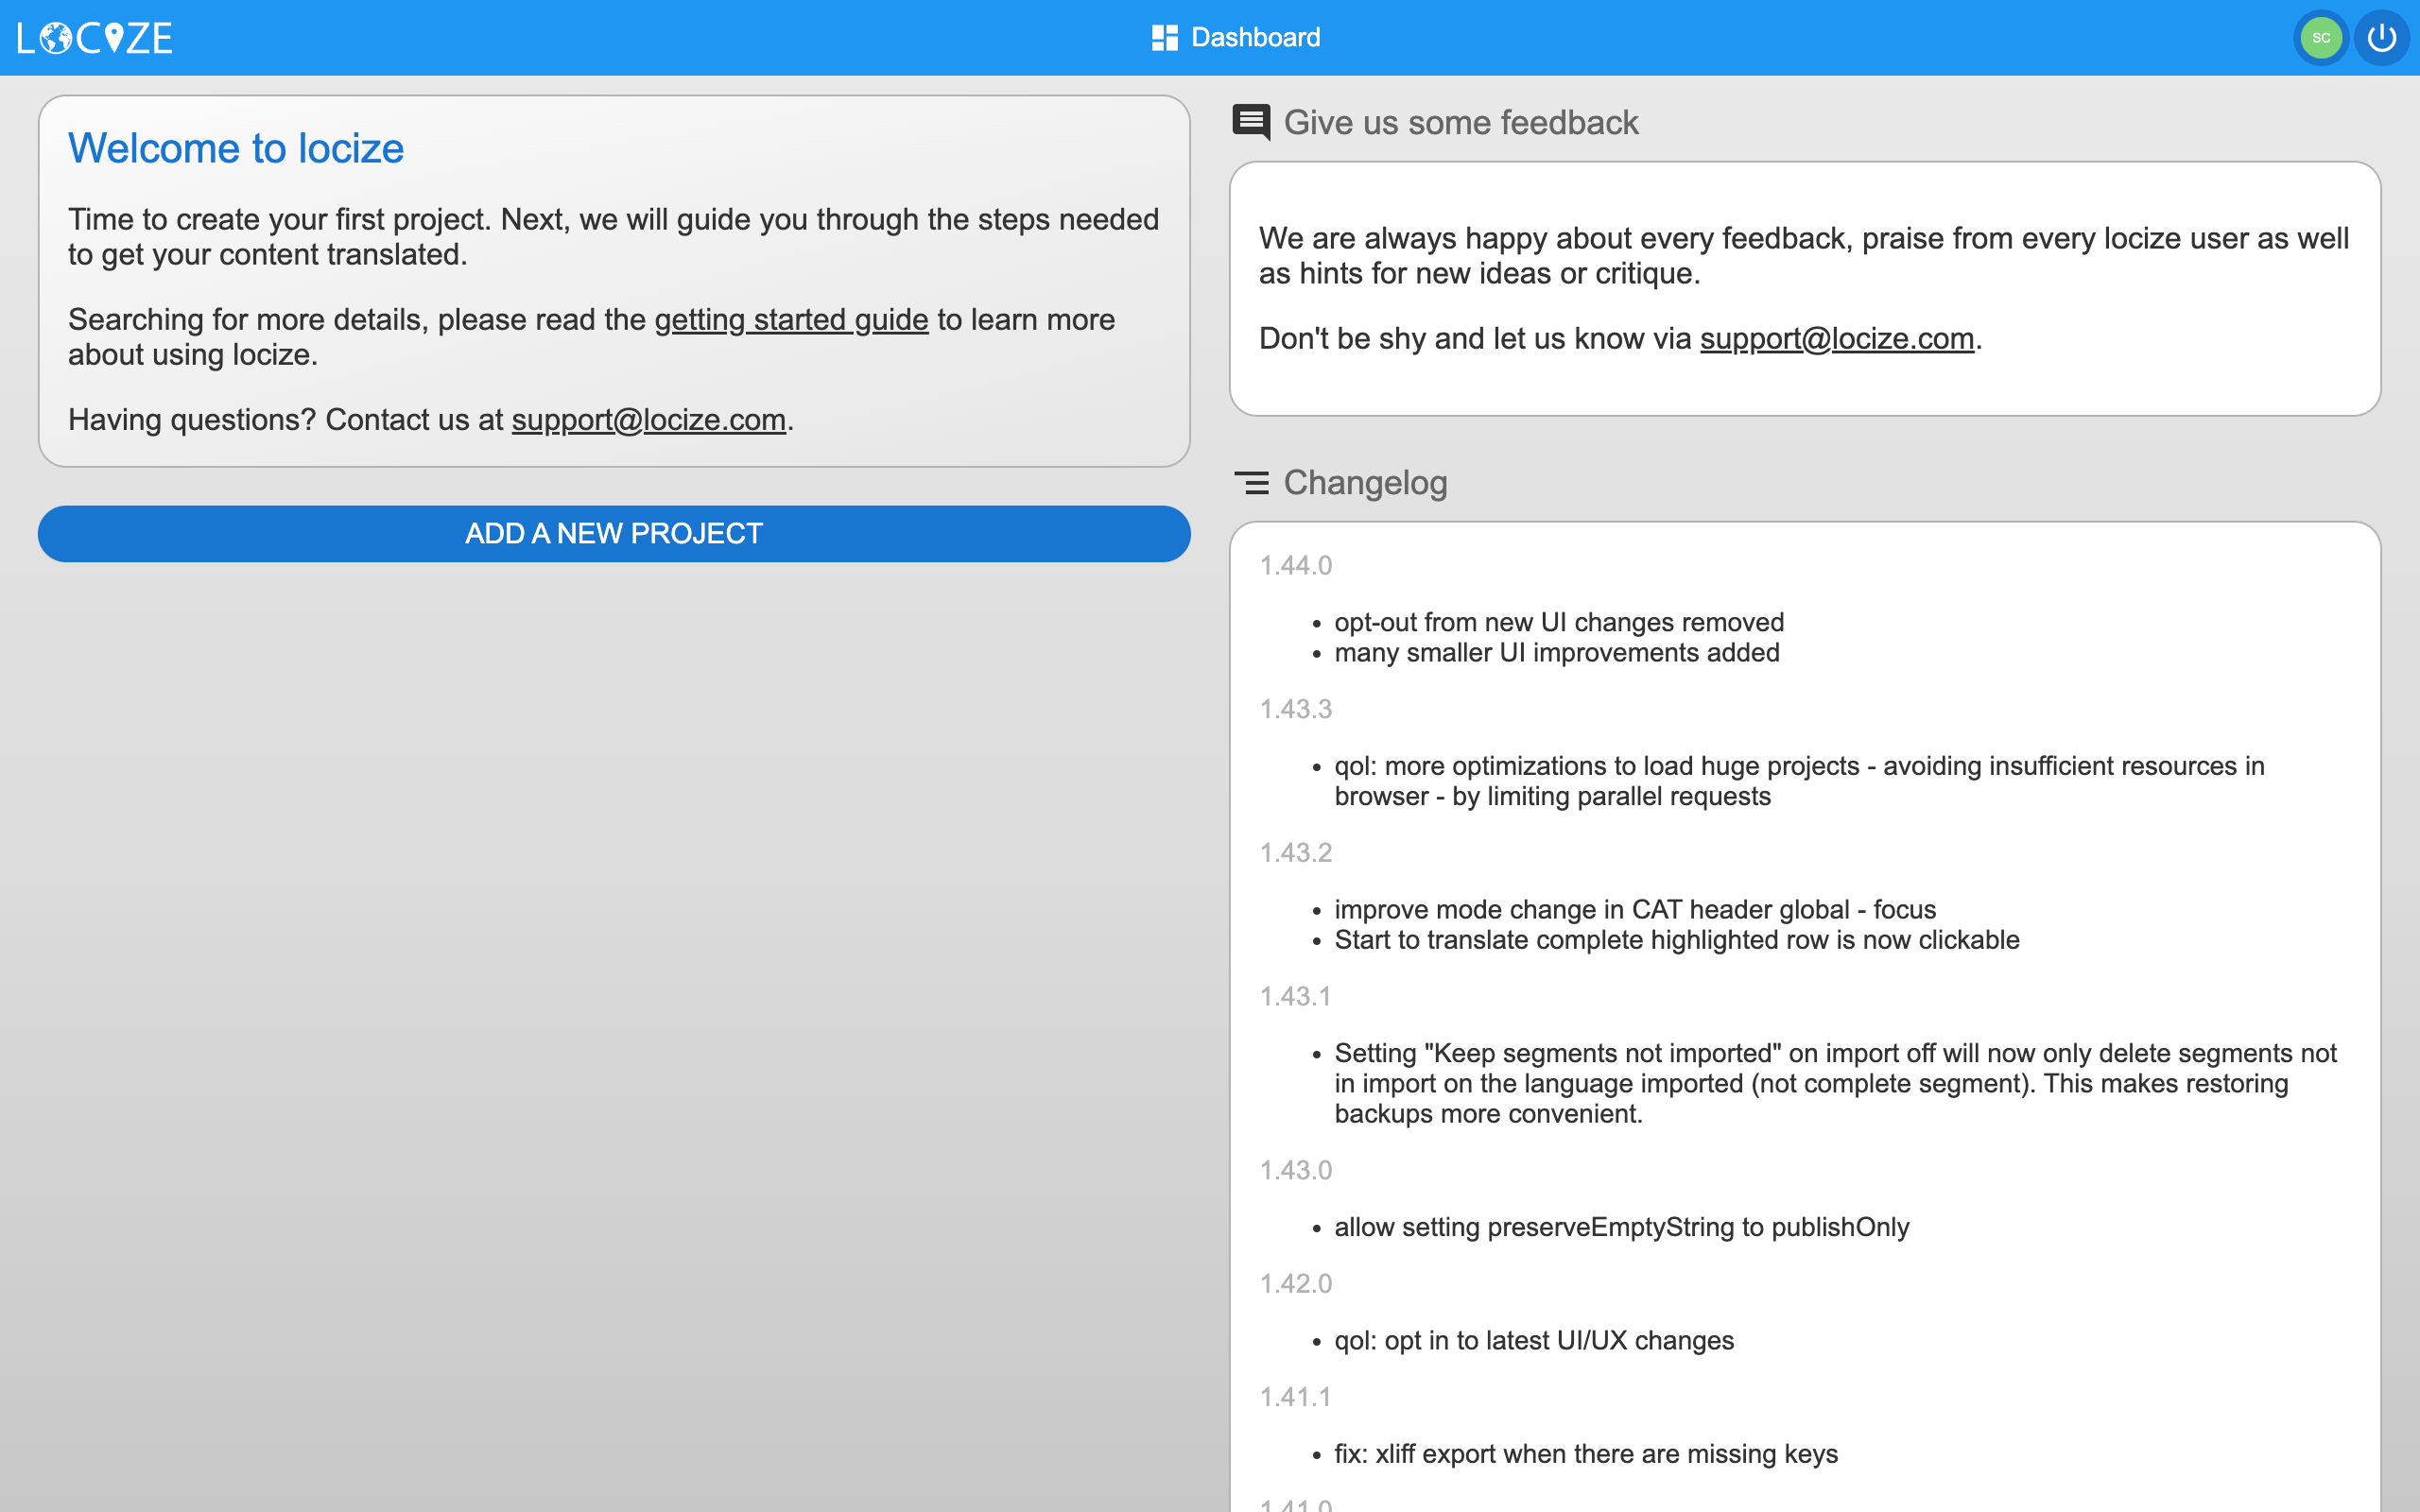 LOCIZE
Dashboard
SC
Welcome to locize
Time to create your first project. Next, we will guide you through the steps needed
to get your content translated.
Searching for more details, please read the getting started guide to learn more
about using locize.
Having questions? Contact us at support@locize.com.
ADD A NEW PROJECT
Give us some feedback
We are always happy about every feedback, praise from every locize user as well
as hints for new ideas or critique.
Don't be shy and let us know via support@locize.com.
Changelog
1.44.0
• opt-out from new UI changes removed
• many smaller UI improvements added
1.43.3
• qol: more optimizations to load huge projects - avoiding insufficient resources in
browser - by limiting parallel requests
1.43.2
• improve mode change in CAT header global - focus
• Start to translate complete highlighted row is now clickable
1.43.1
• Setting "Keep segments not imported" on import off will now only delete segments not
in import on the language imported (not complete segment). This makes restoring
backups more convenient.
1.43.0
• allow setting preserveEmptyString to publishOnly
1.42.0
• qol: opt in to latest UI/UX changes
1.41.1
• fix: xliff export when there are missing keys
1.41.0